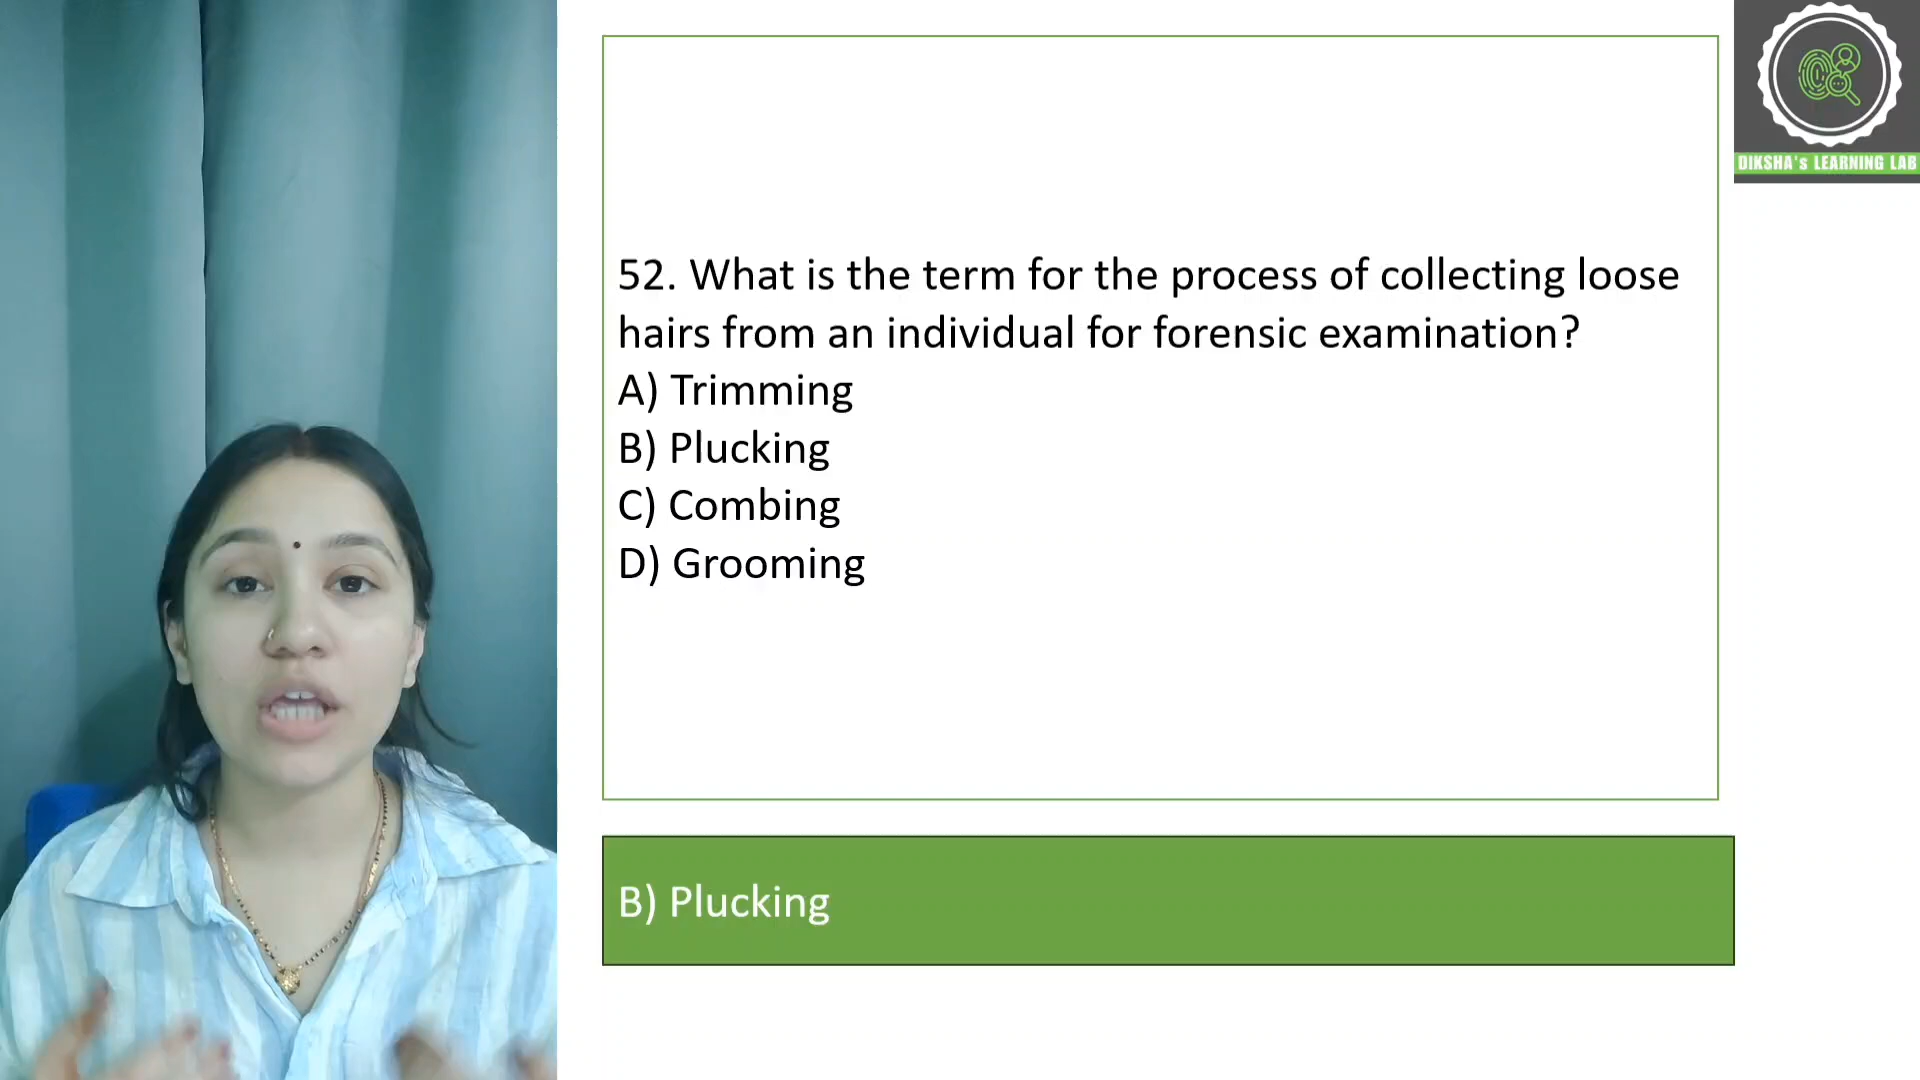 52. What is the term for the process of collecting loose
hairs from an individual for forensic examination?
A) Trimming
B) Plucking
C) Combing
D) Grooming
B) Plucking
DIKSHA's LEARNING LAB